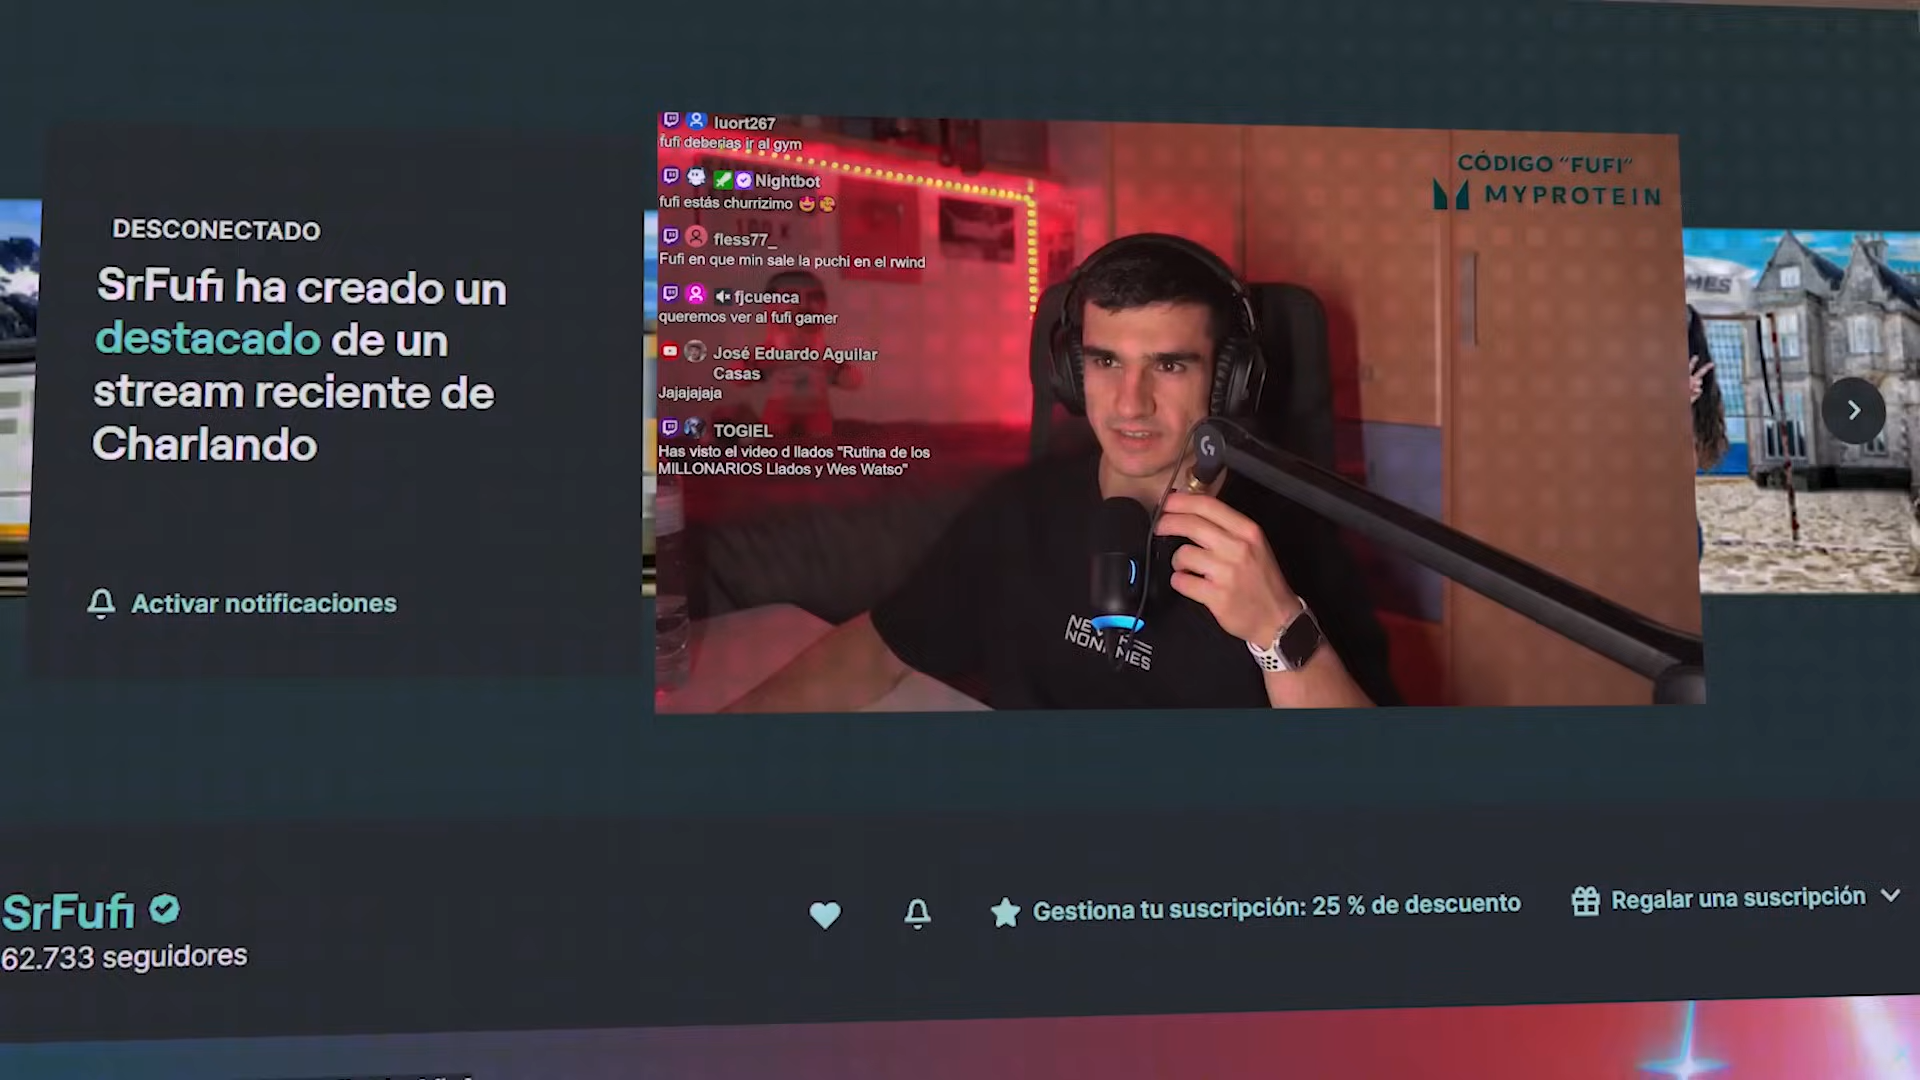 DESCONECTADO
SrFufi ha creado un
destacado de un
stream reciente de
Charlando
Activar notificaciones
luort267
fufi deberias ir al gym
Nightbot
fufi estás churrizimo
fless77_
Fufi en que min sale la puchi en el rwind
fjcuenca
queremos ver al fufi gamer
José Eduardo Aguilar
Casas
Jajajajaja
TOGIEL
Has visto el video d llados "Rutina de los
MILLONARIOS Llados y Wes Watso"
CÓDIGO "FUFI"
MYPROTEIN
SrFufi
62.733 seguidores
Gestiona tu suscripción: 25 % de descuento
Regalar una suscripción